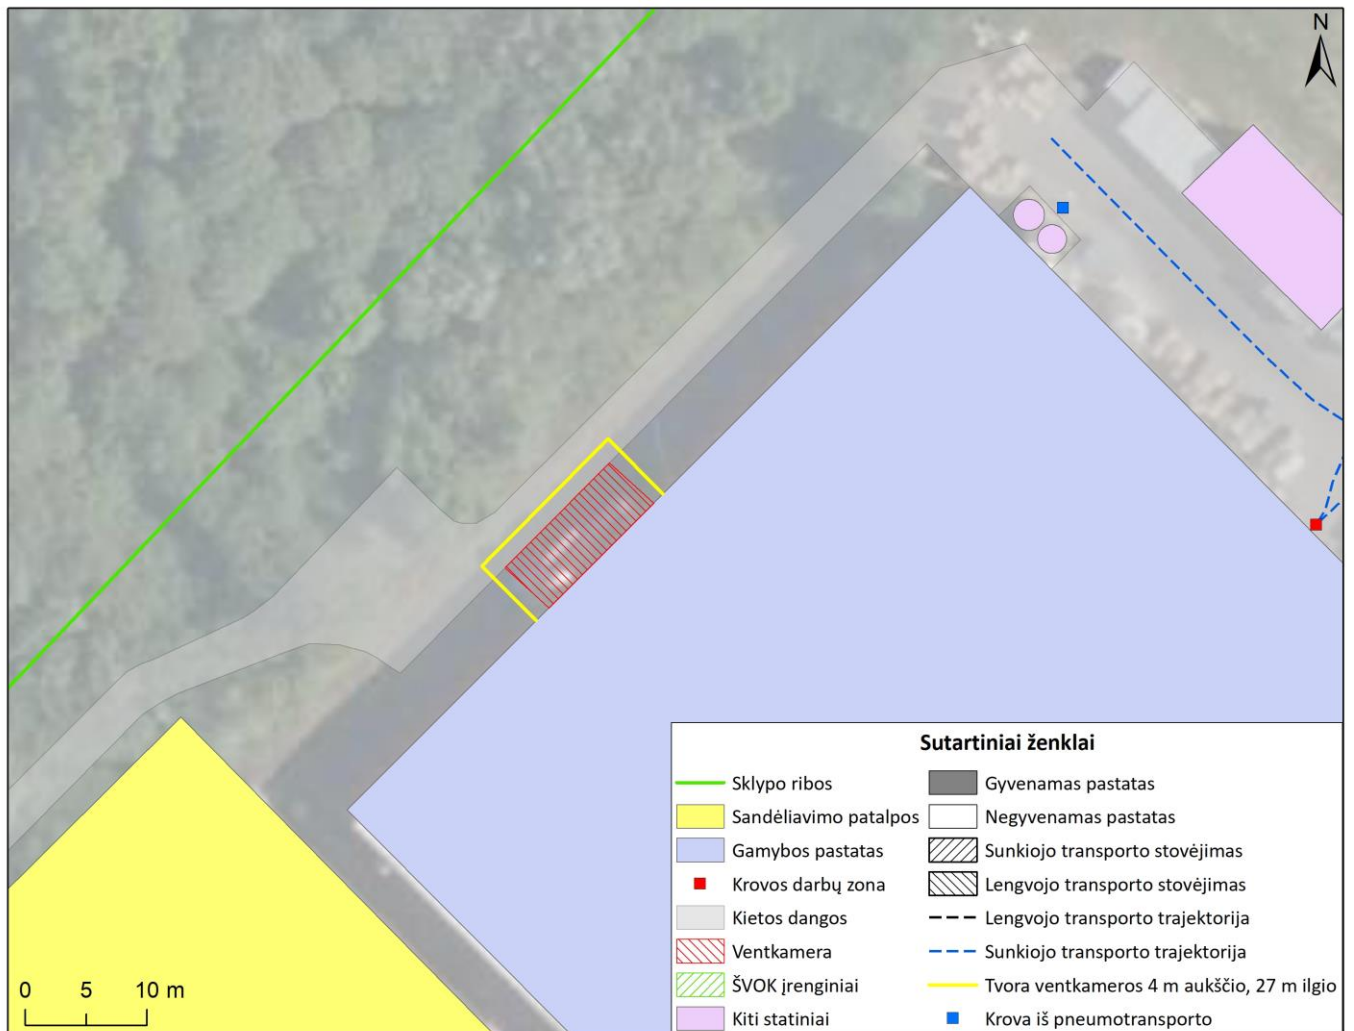 N
Sutartiniai ženklai
Sklypo ribos
Sandėliavimo patalpos
Gamybos pastatas
Krovos darbų zona
Kietos dangos
Ventkamera
ŠVOK įrenginiai
Kiti statiniai
Gyvenamas pastatas
Negyvenamas pastatas
Sunkiojo transporto stovėjimas
Lengvojo transporto stovėjimas
Lengvojo transporto trajektorija
Sunkiojo transporto trajektorija
Tvora ventkameros 4 m aukščio, 27 m ilgio
Krova iš pneumotransporto
0 5 10 m